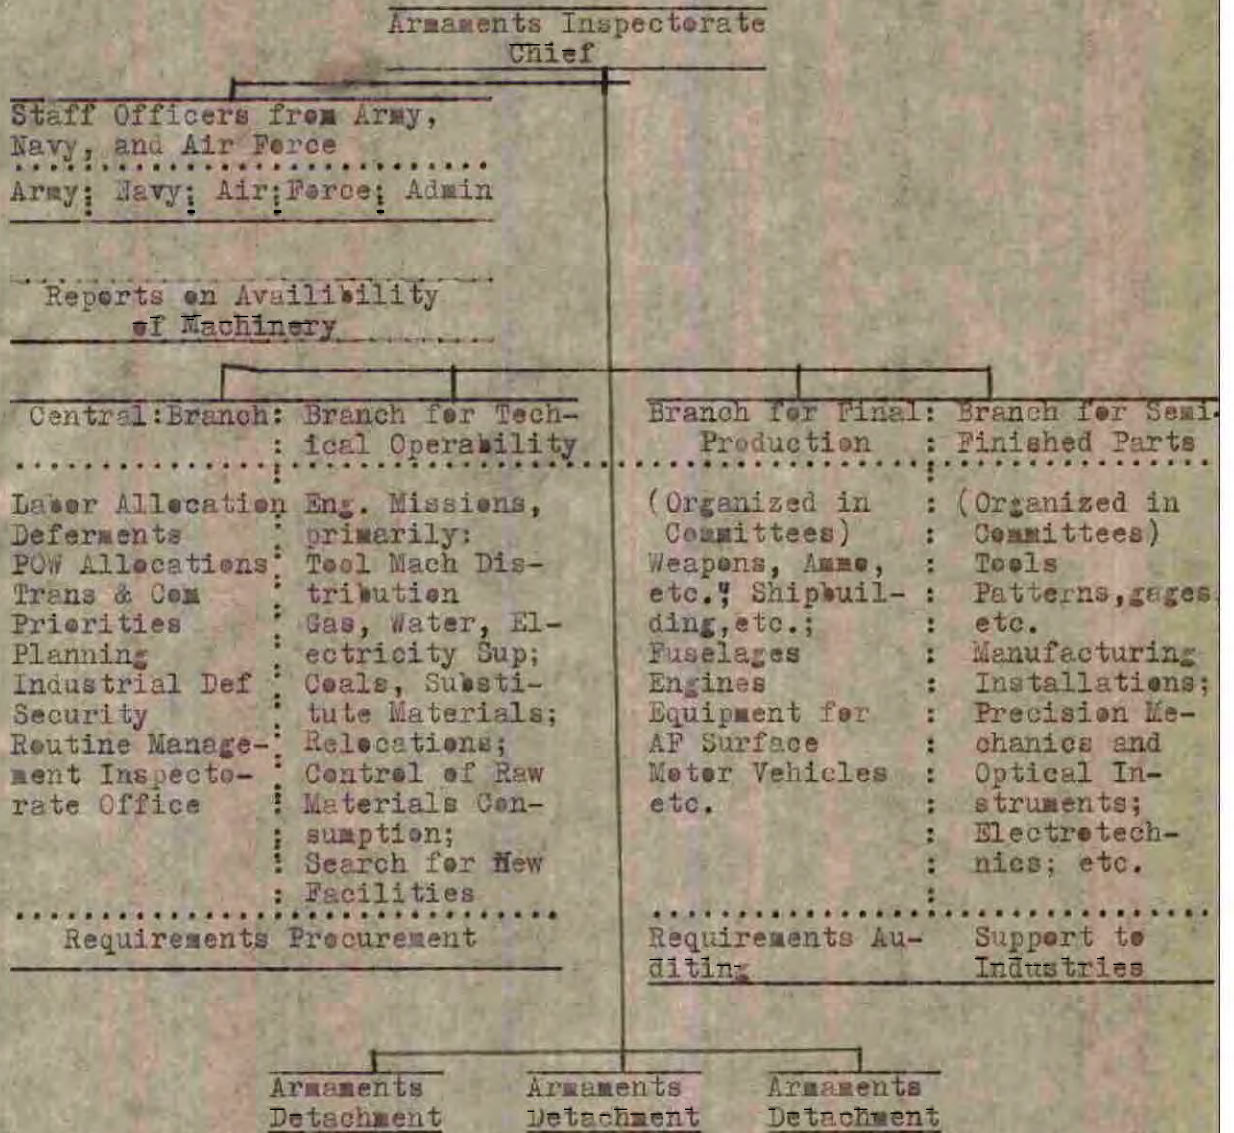 Armaments Inspectorate
Chief
Staff Officers from Army,
Navy, and Air Force
Army: Navy: Air:Force: Admin
Reports on Availibility
of Machinery
Central:Branch:
Labor Allocation
Deferments
POW Allocations:
Trans & Com
Priorities
Planning
Industrial Def
Security
Routine Manage-
ment Inspecto-
rate Office
Branch for Tech-
ical Operability
Eng. Missions,
primarily:
Tool Mach Dis-
tribution
Gas, Water, El-
ectricity Sup;
Coals, Substi-
tute Materials;
Relocations;
Control of Raw
Materials Con-
sumption;
Search for New
Facilities
Requirements Procurement
Branch for Final:
Production :
(Organized in
Committees)
Weapons, Ammo,
etc.; Shipbuil-
ding,etc.;
Fuselages
Engines
Equipment for
AF Surface
Motor Vehicles
etc.
Requirements Au-
diting
Branch for Semi-
Finished Parts
(Organized in
Committees)
Tools
Patterns,gages
etc.
Manufacturing
Installations;
Precision Me-
chanics and
Optical In-
struments;
Electrotech-
nics; etc.
Support to
Industries
Armaments
Detachment
Armaments
Detachment
Armaments
Detachment